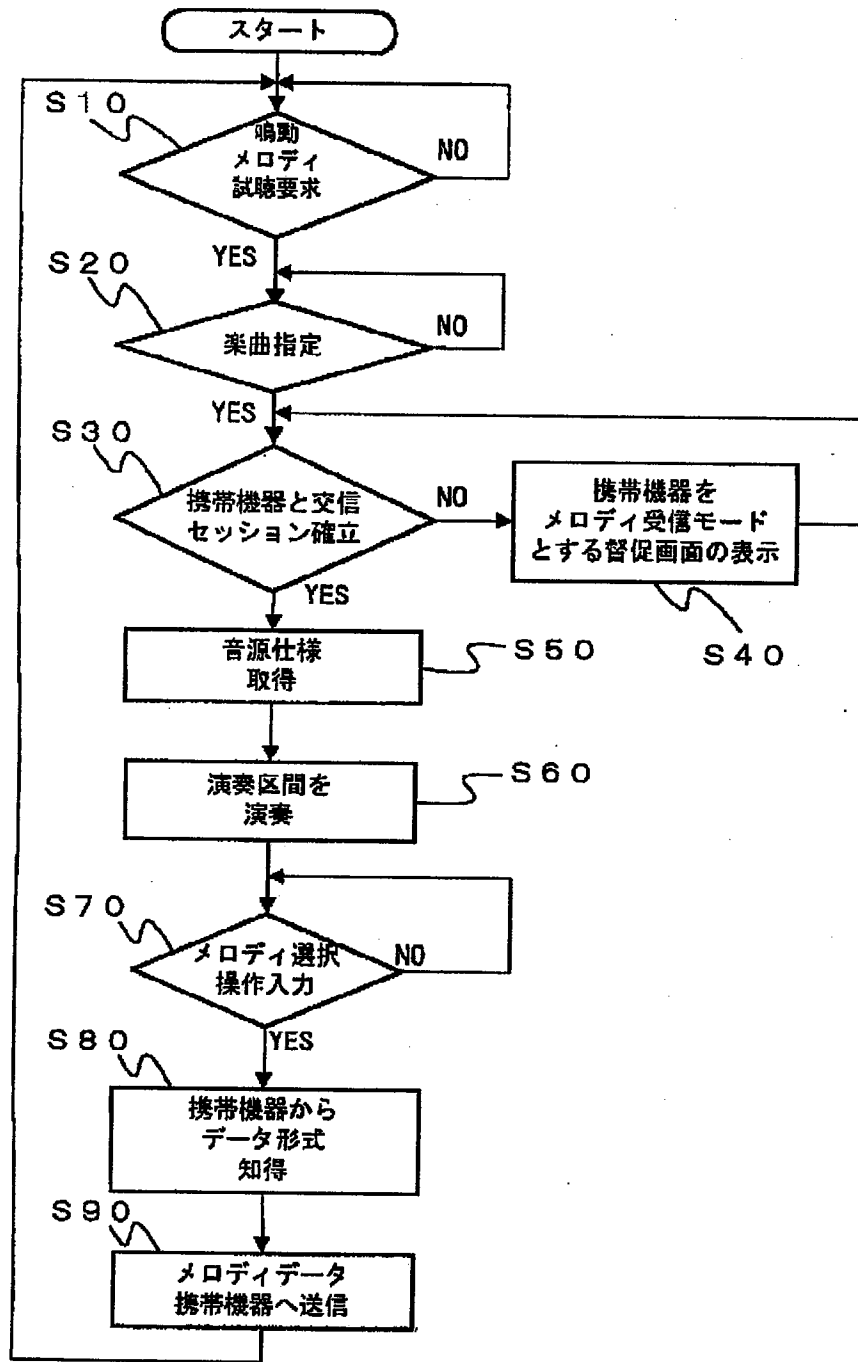 スタート
S10
鳴動
メロディ
試聴要求
NO
YES
S20
楽曲指定
NO
YES
S30
携帯機器と交信
セッション確立
NO
携帯機器を
メロディ受信モード
とする督促画面の表示
S40
YES
音源仕様
取得
S50
演奏区間を
演奏
S60
S70
メロディ選択
操作入力
NO
YES
S80
携帯機器から
データ形式
知得
S90
メロディデータ
携帯機器へ送信